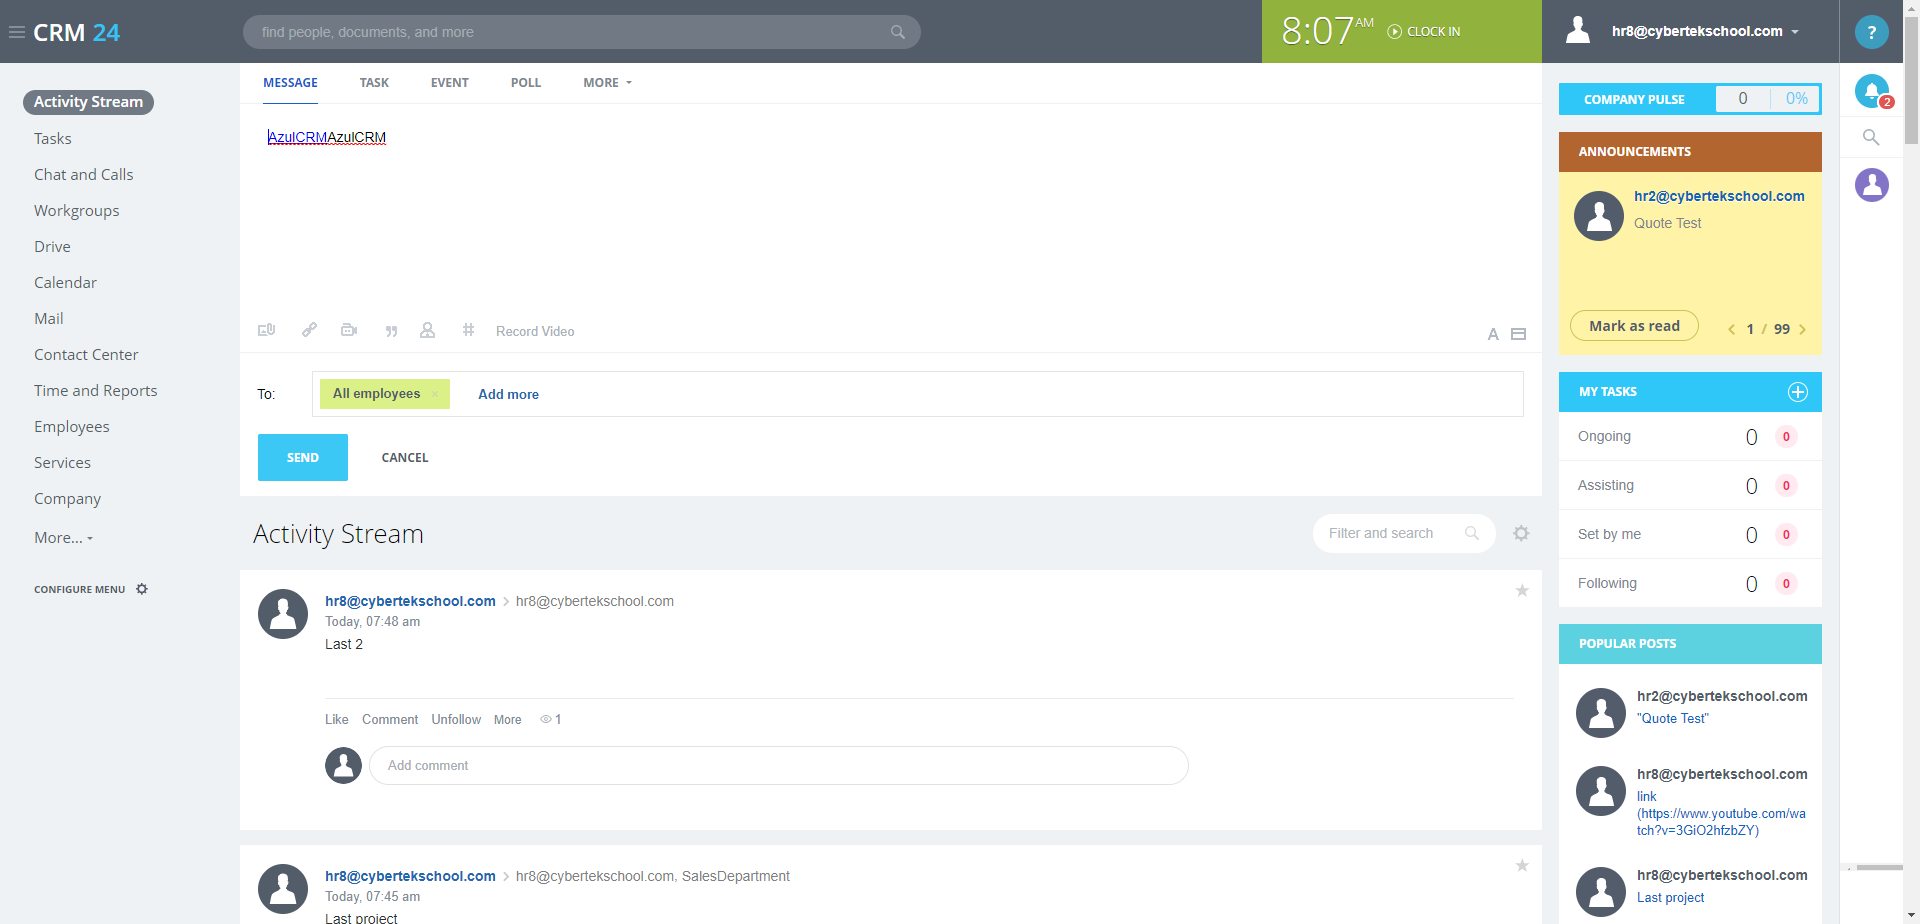 CRM 24
find people, documents, and more
8:07 AM
CLOCK IN
hr8@cybertekschool.com
?
2
Activity Stream
Tasks
Chat and Calls
Workgroups
Drive
Calendar
Mail
Contact Center
Time and Reports
Employees
Services
Company
More...
CONFIGURE MENU
MESSAGE TASK EVENT POLL MORE
AzulCRMAzulCRM
Record Video
A
To:
All employees ×
Add more
SEND
CANCEL
Activity Stream
Filter and search
hr8@cybertekschool.com > hr8@cybertekschool.com
Today, 07:48 am
Last 2
Like Comment Unfollow More 1
Add comment
hr8@cybertekschool.com > hr8@cybertekschool.com, SalesDepartment
Today, 07:45 am
Last project
COMPANY PULSE 0 0%
ANNOUNCEMENTS
hr2@cybertekschool.com
Quote Test
Mark as read
< 1 / 99 >
MY TASKS
Ongoing 0 0
Assisting 0 0
Set by me 0 0
Following 0 0
POPULAR POSTS
hr2@cybertekschool.com
"Quote Test"
hr8@cybertekschool.com
link
(https://www.youtube.com/wa
tch?v=3GiO2hfzbZY)
hr8@cybertekschool.com
Last project